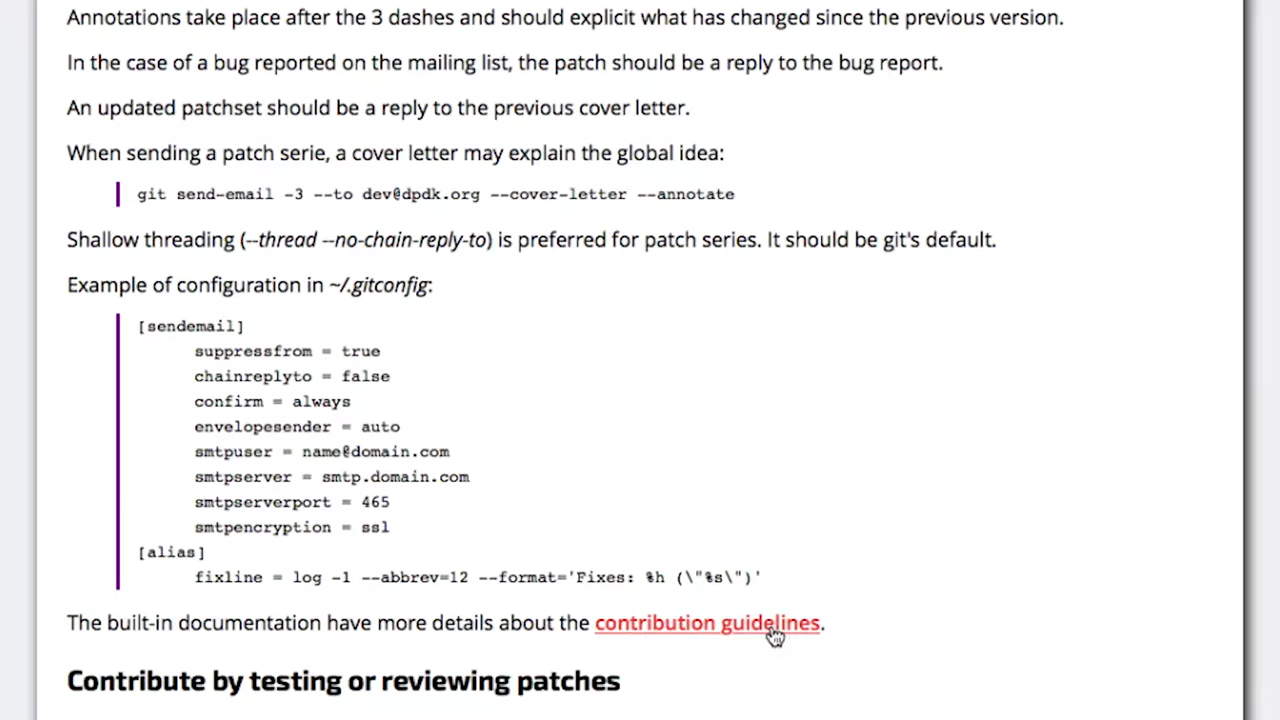 Annotations take place after the 3 dashes and should explicit what has changed since the previous version.
In the case of a bug reported on the mailing list, the patch should be a reply to the bug report.
An updated patchset should be a reply to the previous cover letter.
When sending a patch serie, a cover letter may explain the global idea:
git send-email -3 --to dev@dpdk.org --cover-letter --annotate
Shallow threading (--thread --no-chain-reply-to) is preferred for patch series. It should be git's default.
Example of configuration in ~/.gitconfig:
[sendemail]
suppressfrom = true
chainreplyto = false
confirm = always
envelopesender = auto
smtpuser = name@domain.com
smtpserver = smtp.domain.com
smtpserverport = 465
smtpencryption = ssl
[alias]
fixline = log -1 --abbrev=12 --format='Fixes: %h (\"%s\")'
The built-in documentation have more details about the contribution guidelines.
Contribute by testing or reviewing patches